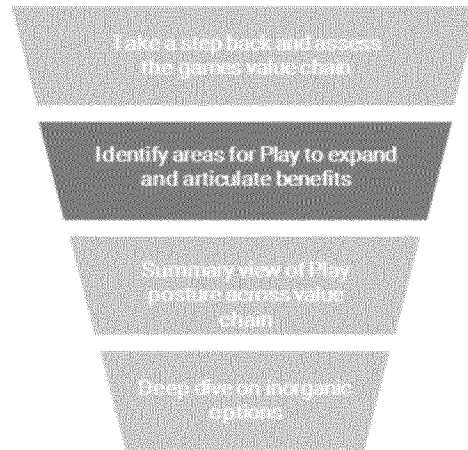 Take a step back and assess
the games value chain
Identify areas for Play to expand
and articulate benefits
Summary view of Play
posture across value
chain
Deep dive on inorganic
options